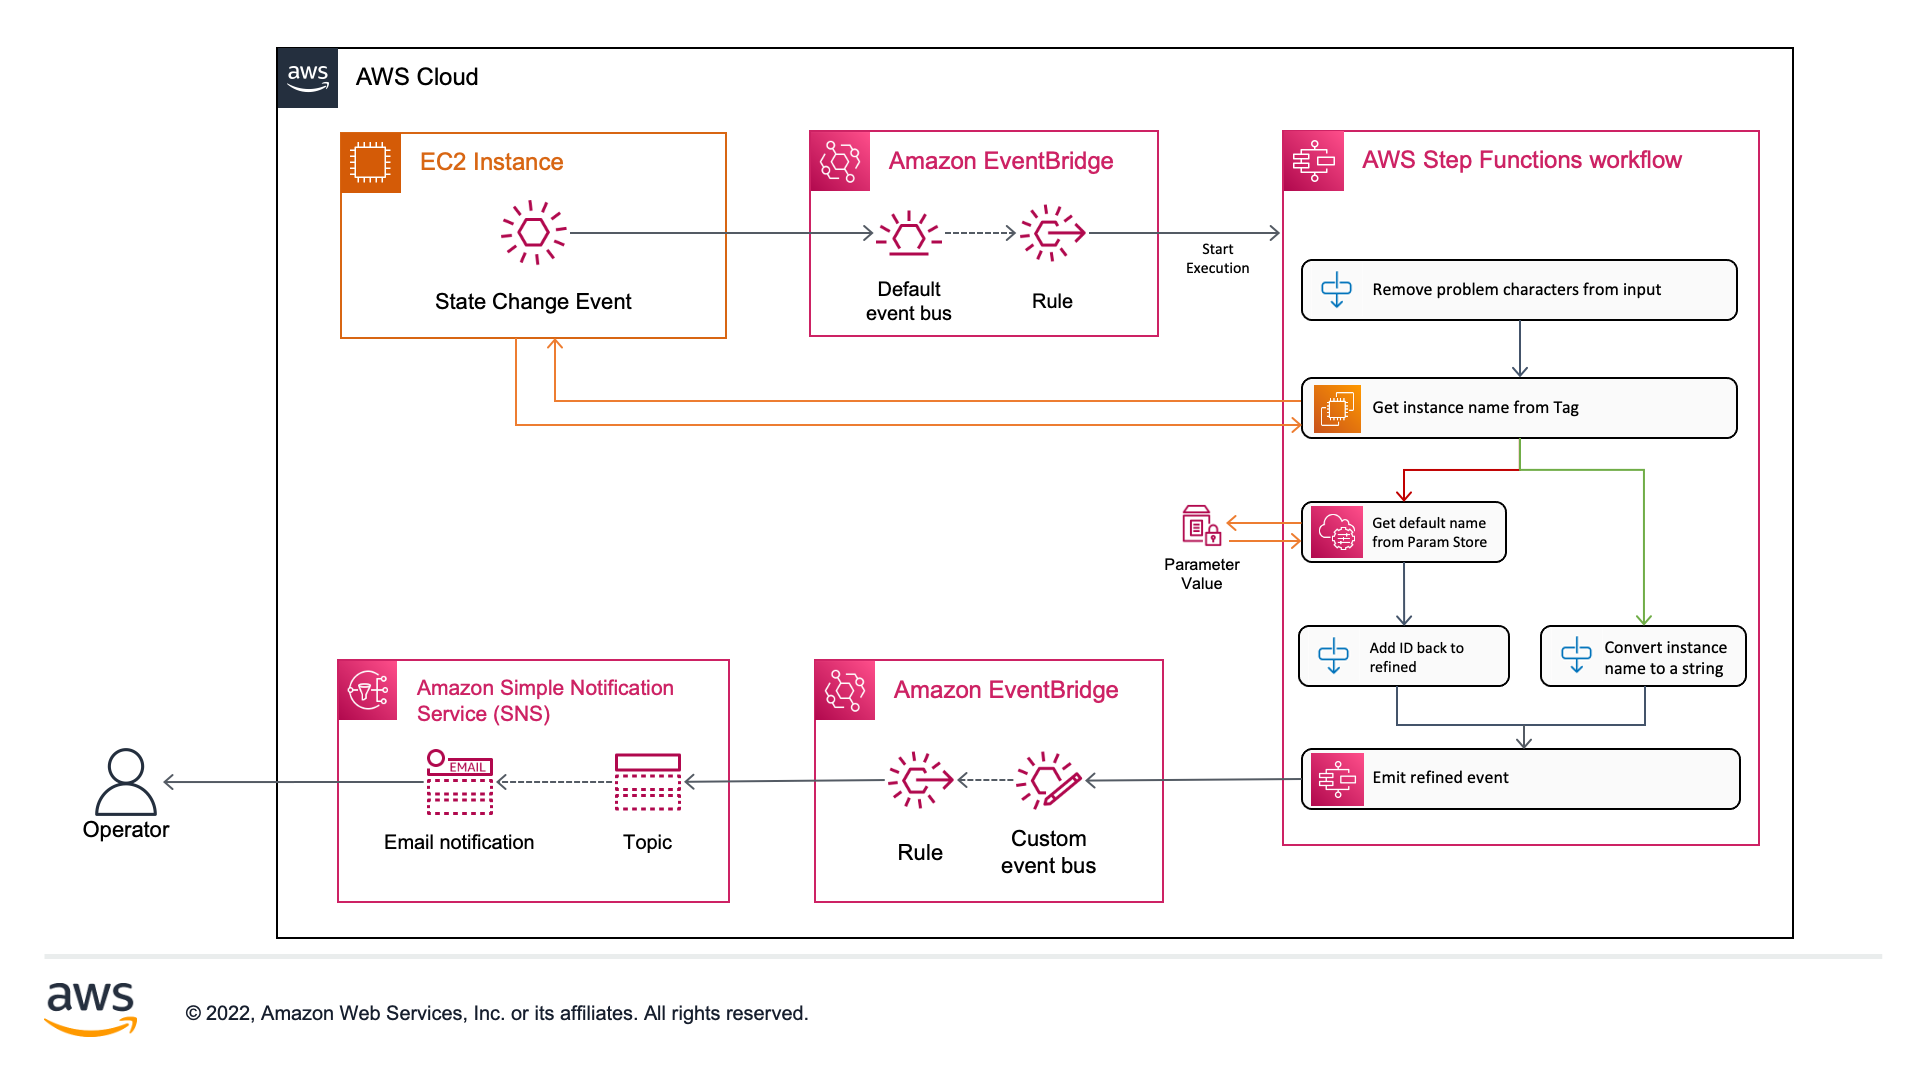 aws
AWS Cloud
EC2 Instance
State Change Event
Amazon EventBridge
Default
event bus
Rule
Start
Execution
AWS Step Functions workflow
Remove problem characters from input
Get instance name from Tag
Get default name
from Param Store
Parameter
Value
Add ID back to
refined
Convert instance
name to a string
Emit refined event
Amazon EventBridge
Custom
event bus
Rule
Amazon Simple Notification
Service (SNS)
EMAIL
Email notification
Topic
Operator
aws
© 2022, Amazon Web Services, Inc. or its affiliates. All rights reserved.